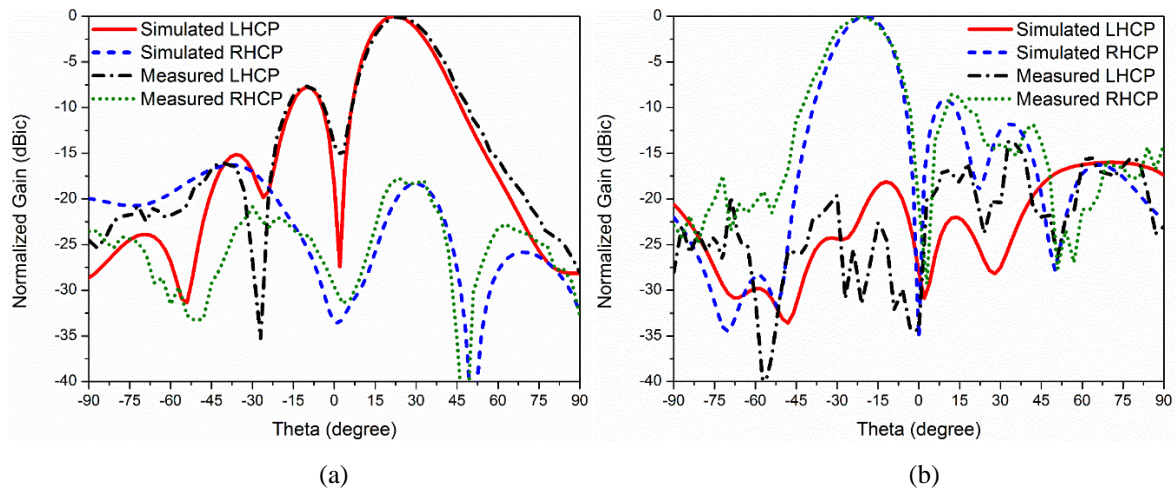 Simulated LHCP
Simulated RHCP
Measured LHCP
Measured RHCP
Normalized Gain (dBic)
0
-5
-10
-15
-20
-25
-30
-35
-40
-90 -75 -60 -45 -30 -15 0 15 30 45 60 75 90
Theta (degree)
(a)
Simulated LHCP
Simulated RHCP
Measured LHCP
Measured RHCP
Normalized Gain (dBic)
0
-5
-10
-15
-20
-25
-30
-35
-40
-90 -75 -60 -45 -30 -15 0 15 30 45 60 75 90
Theta (degree)
(b)